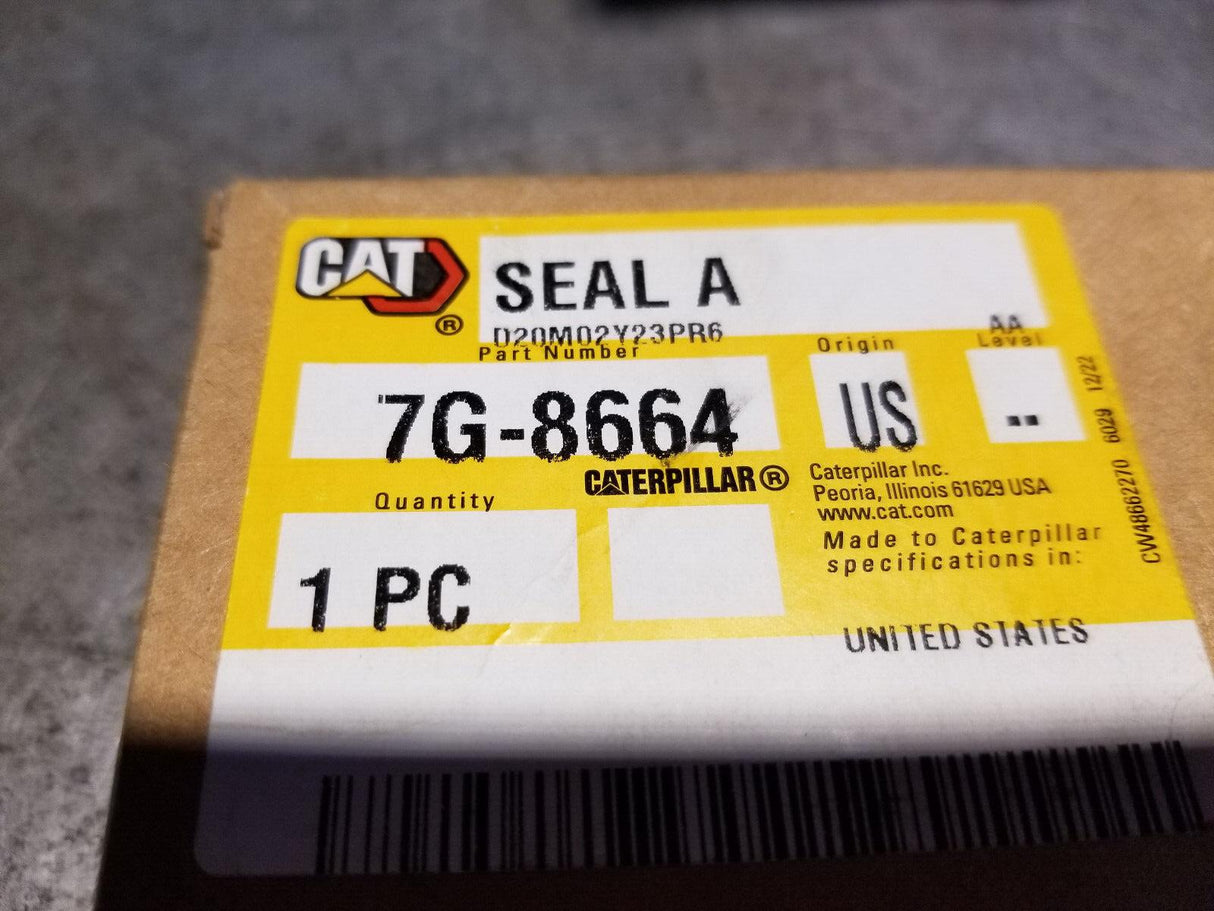 CAT
®
SEAL A
D20M02Y23PR6
Part Number
Origin
AA
Level
7G-8664
US
--
CATERPILLAR®
Caterpillar Inc.
Peoria, Illinois 61629 USA
www.cat.com
Made to Caterpillar
specifications in:
Quantity
1 PC
UNITED STATES
CW48662270 6029 12/22